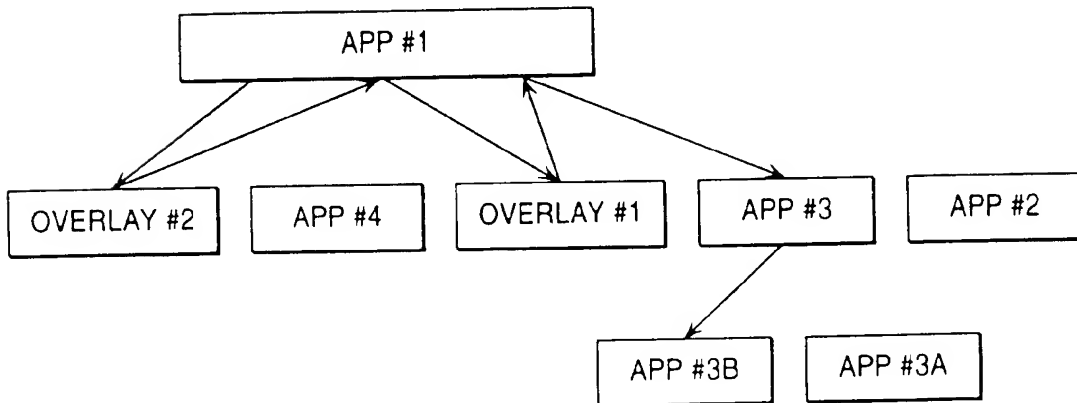 APP #1
OVERLAY #2
APP #4
OVERLAY #1
APP #3
APP #2
APP #3B
APP #3A